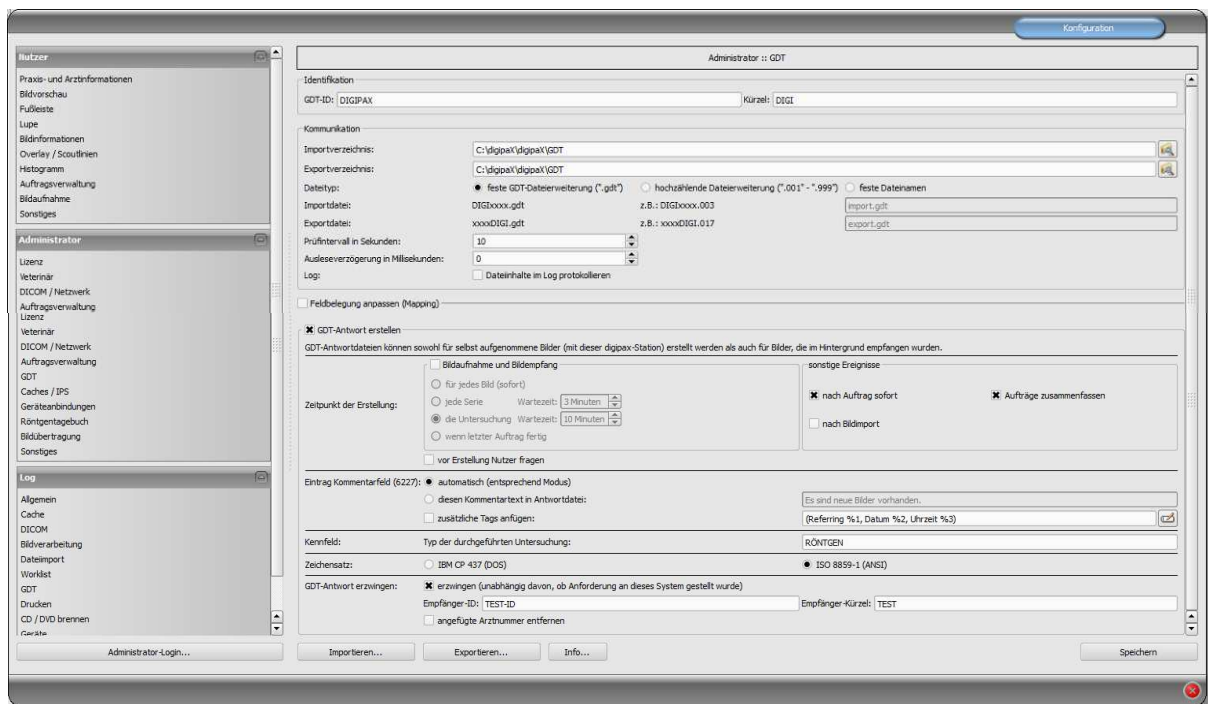 Konfiguration
Nutzer
Praxis- und Arztinformationen
Bildvorschau
Fußleiste
Lupe
Bildinformationen
Overlay / Scoutlinien
Histogramm
Auftragsverwaltung
Bildaufnahme
Sonstiges
Administrator
Lizenz
Veterinär
DICOM / Netzwerk
Auftragsverwaltung
Lizenz
Veterinär
DICOM / Netzwerk
Auftragsverwaltung
GDT
Caches / IPS
Geräteanbindungen
Röntgentagebuch
Bildübertragung
Sonstiges
Log
Allgemein
Cache
DICOM
Bildverarbeitung
Dateiimport
Worklist
GDT
Drucken
CD / DVD brennen
Geräte
Administrator-Login...
Administrator :: GDT
Identifikation
GDT-ID: DIGIPAX Kürzel: DIGI
Kommunikation
Importverzeichnis: C:\digipaX\digipaX\GDT
Exportverzeichnis: C:\digipaX\digipaX\GDT
Dateityp: feste GDT-Dateierweiterung (".gdt") hochzählende Dateierweiterung (".001" - ".999") feste Dateinamen
Importdatei: DIGIxxxx.gdt z.B.: DIGIxxxx.003 import.gdt
Exportdatei: xxxxDIGI.gdt z.B.: xxxxDIGI.017 export.gdt
Prüfintervall in Sekunden: 10
Ausleseverzögerung in Millisekunden: 0
Log: Dateiinhalte im Log protokollieren
Feldbelegung anpassen (Mapping)
GDT-Antwort erstellen
GDT-Antwortdateien können sowohl für selbst aufgenommene Bilder (mit dieser digipax-Station) erstellt werden als auch für Bilder, die im Hintergrund empfangen wurden.
Zeitpunkt der Erstellung:
Bildaufnahme und Bildempfang
für jedes Bild (sofort)
jede Serie Wartezeit: 3 Minuten
die Untersuchung Wartezeit: 10 Minuten
wenn letzter Auftrag fertig
sonstige Ereignisse
nach Auftrag sofort Aufträge zusammenfassen
nach Bildimport
vor Erstellung Nutzer fragen
Eintrag Kommentarfeld (6227): automatisch (entsprechend Modus)
diesen Kommentartext in Antwortdatei: Es sind neue Bilder vorhanden.
zusätzliche Tags anfügen: (Referring %1, Datum %2, Uhrzeit %3)
Kennfeld: Typ der durchgeführten Untersuchung: RÖNTGEN
Zeichensatz: IBM CP 437 (DOS) ISO 8859-1 (ANSI)
GDT-Antwort erzwingen: erzwingen (unabhängig davon, ob Anforderung an dieses System gestellt wurde)
Empfänger-ID: TEST-ID Empfänger-Kürzel: TEST
angefügte Arztnummer entfernen
Importieren... Exportieren... Info... Speichern